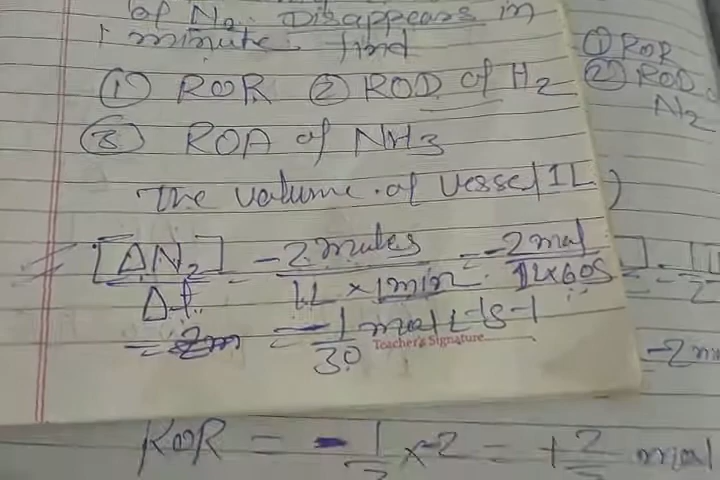 of N₂. Disappears in
1 minute. find
① ROR ② ROD of H₂
③ ROA of NH3
The volume of vessel 1L)
[ΔN₂]/Δt = -2 moles/1L × 1min = -2mol/1L×60S
= -1/30 mol L-1S-1
Teacher's Signature
① ROR
② ROD
N₂
-2 m
ROR = -1/2 × -2 = +2/ mol